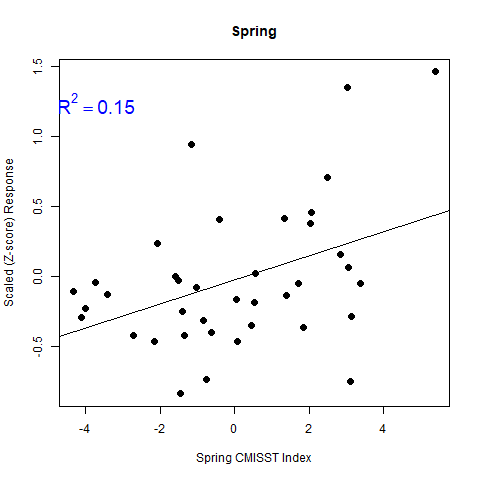 Spring
R² = 0.15
Scaled (Z-score) Response
1.5
1.0
0.5
0.0
-0.5
-4 -2 0 2 4
Spring CMISST Index